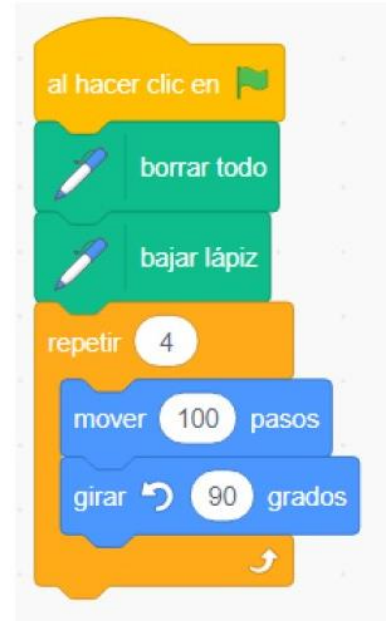 al hacer clic en
borrar todo
bajar lápiz
repetir 4
mover 100 pasos
girar 90 grados